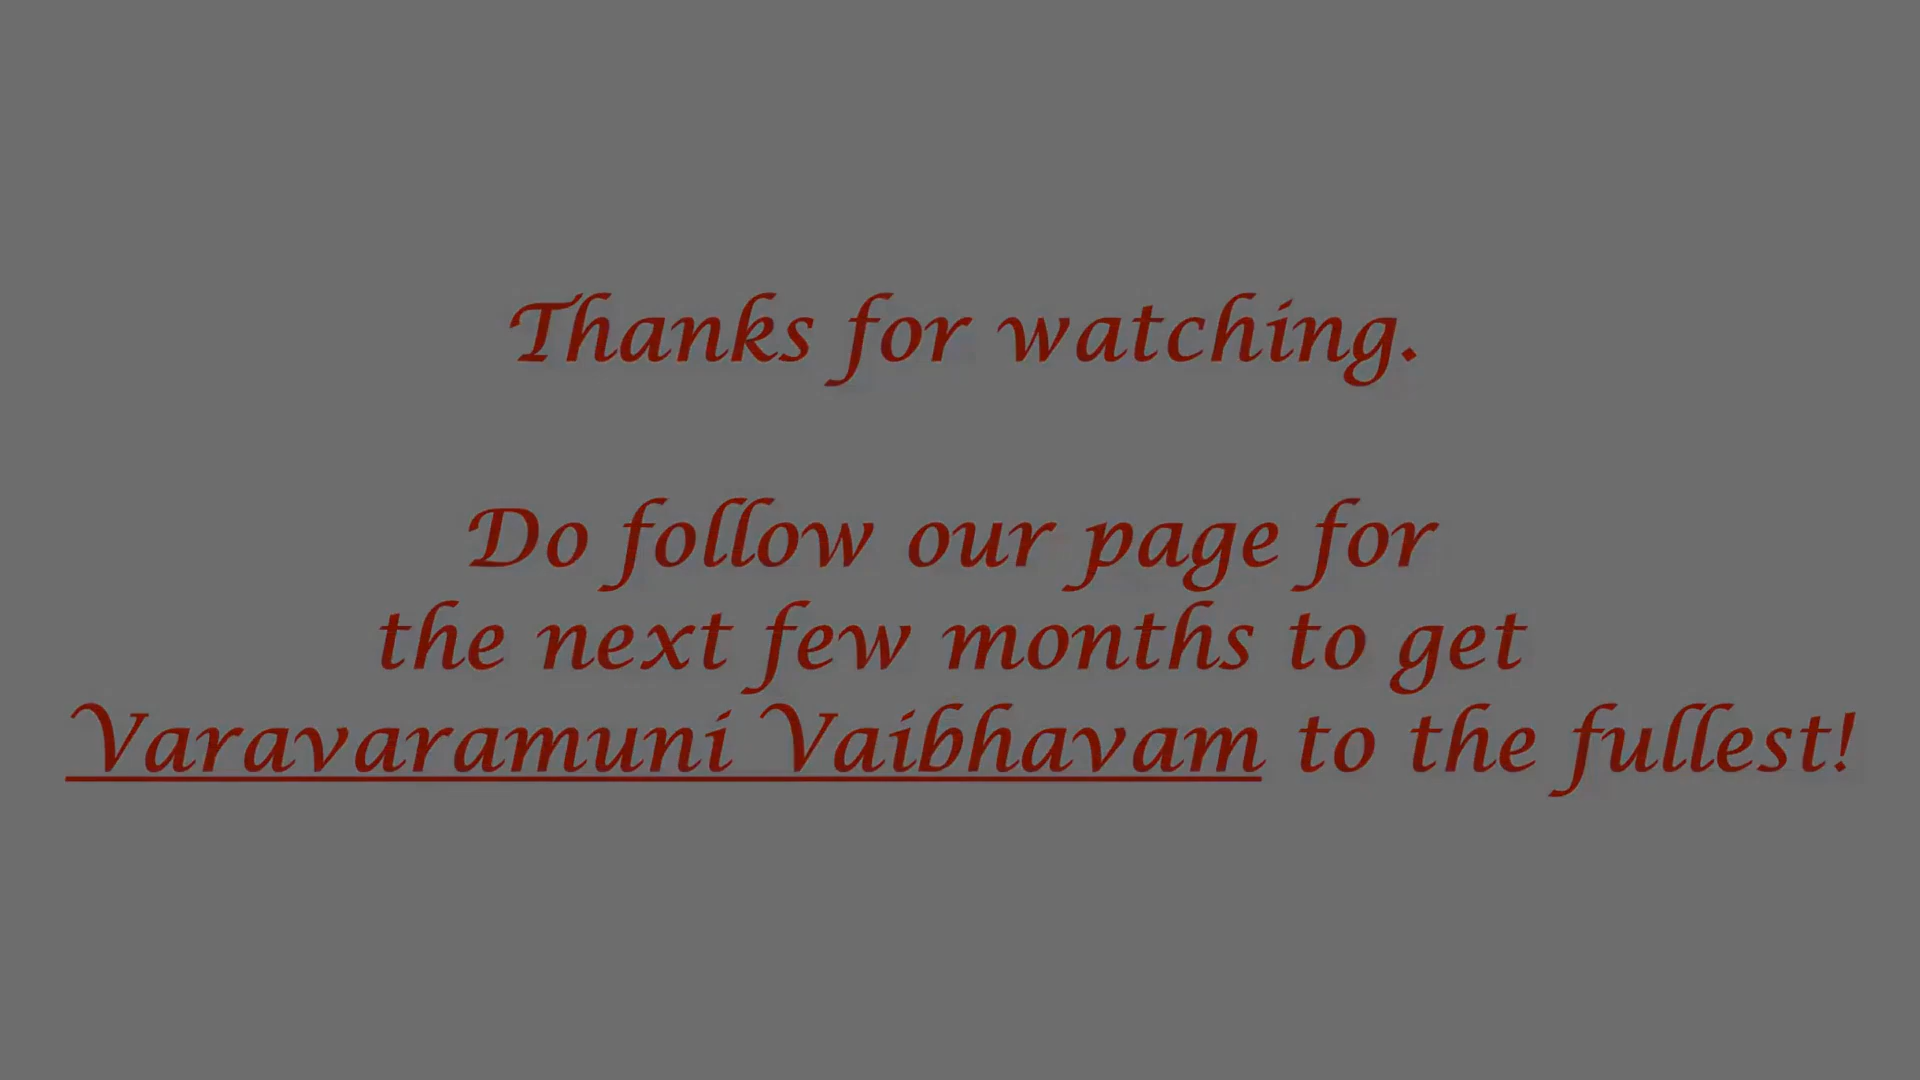 Thanks for watching.
Do follow our page for
the next few months to get
Varavaramuni Vaibhavam to the fullest!